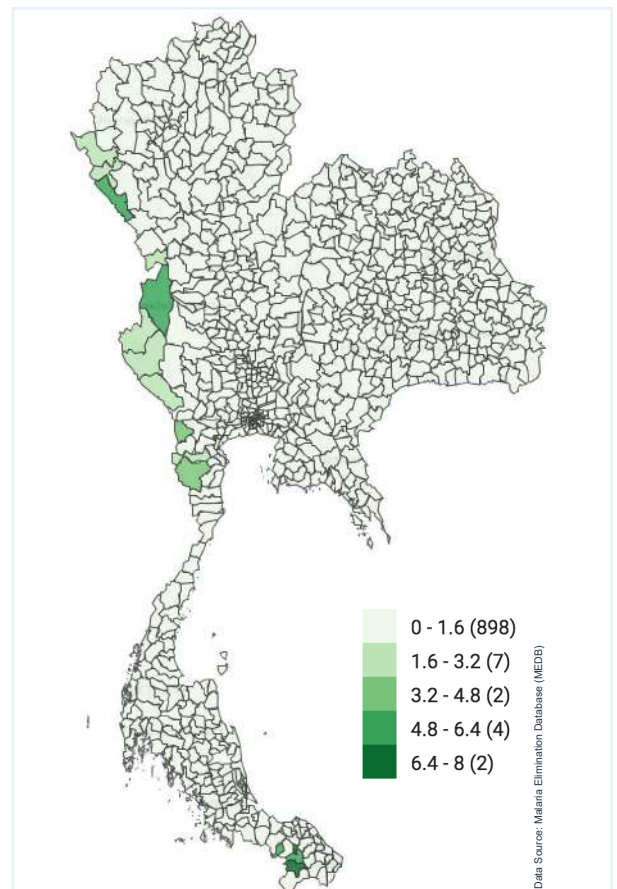 0 - 1.6 (898)
1.6 - 3.2 (7)
3.2 - 4.8 (2)
4.8 - 6.4 (4)
6.4 - 8 (2)
Data Source: Malaria Elimination Database (MEDB)